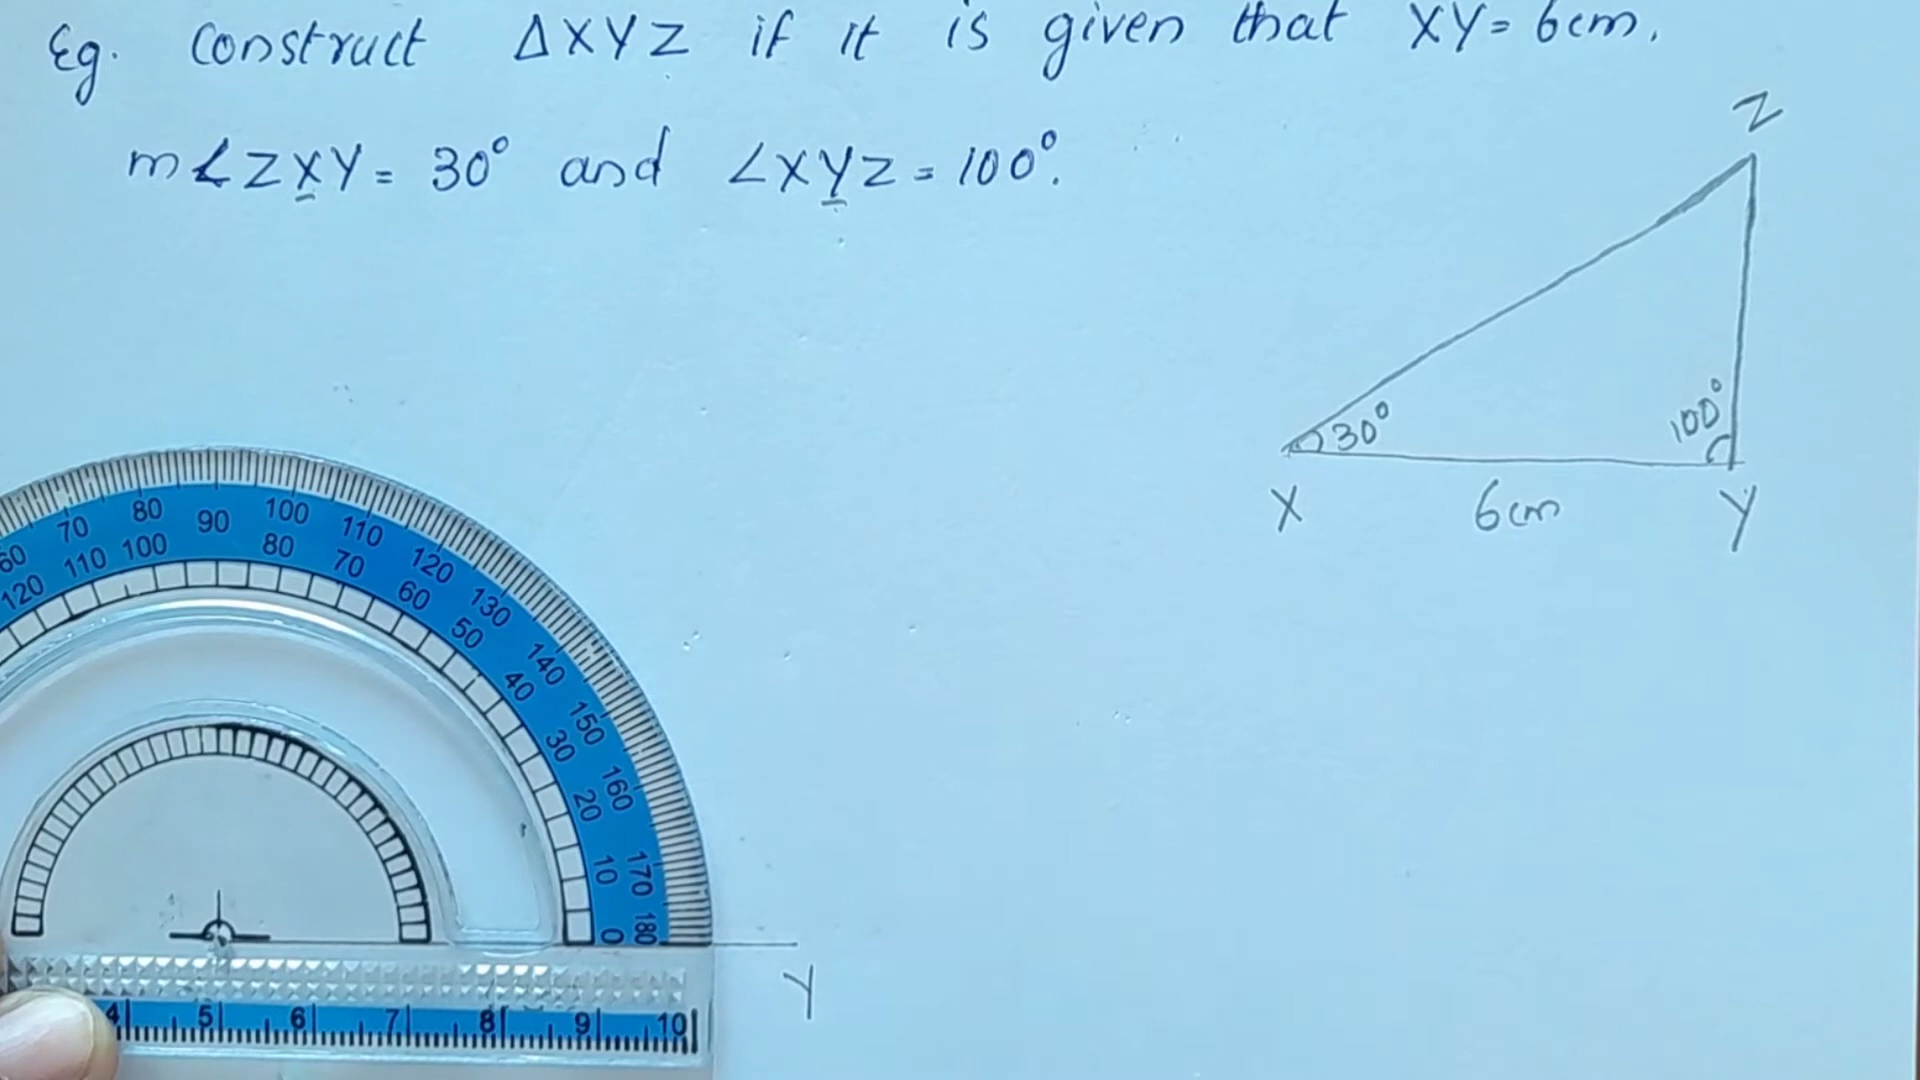 Eg. Construct ΔXYZ if it is given that XY = 6cm,
m∠ZXY = 30° and ∠XYZ = 100°.
Z
30° 100°
X 6cm Y
60 70 80 90 100 110 120 130 140 150 160 170 180
120 110 100 80 70 60 50 40 30 20 10 0
Y
4 5 6 7 8 9 10